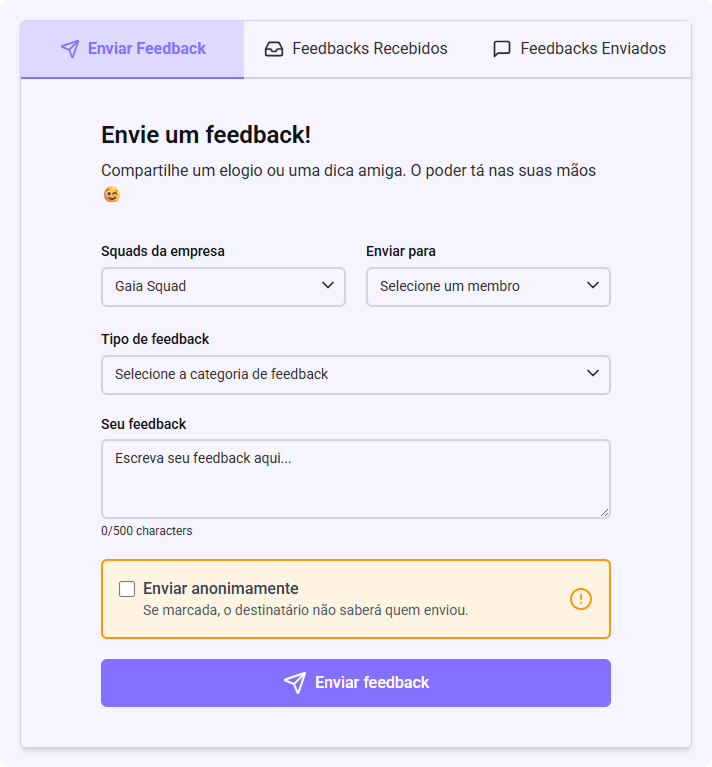 Enviar Feedback
Feedbacks Recebidos
Feedbacks Enviados
Envie um feedback!
Compartilhe um elogio ou uma dica amiga. O poder tá nas suas mãos
😉
Squads da empresa
Enviar para
Gaia Squad
Selecione um membro
Tipo de feedback
Selecione a categoria de feedback
Seu feedback
Escreva seu feedback aqui...
0/500 characters
Enviar anonimamente
Se marcada, o destinatário não saberá quem enviou.
Enviar feedback